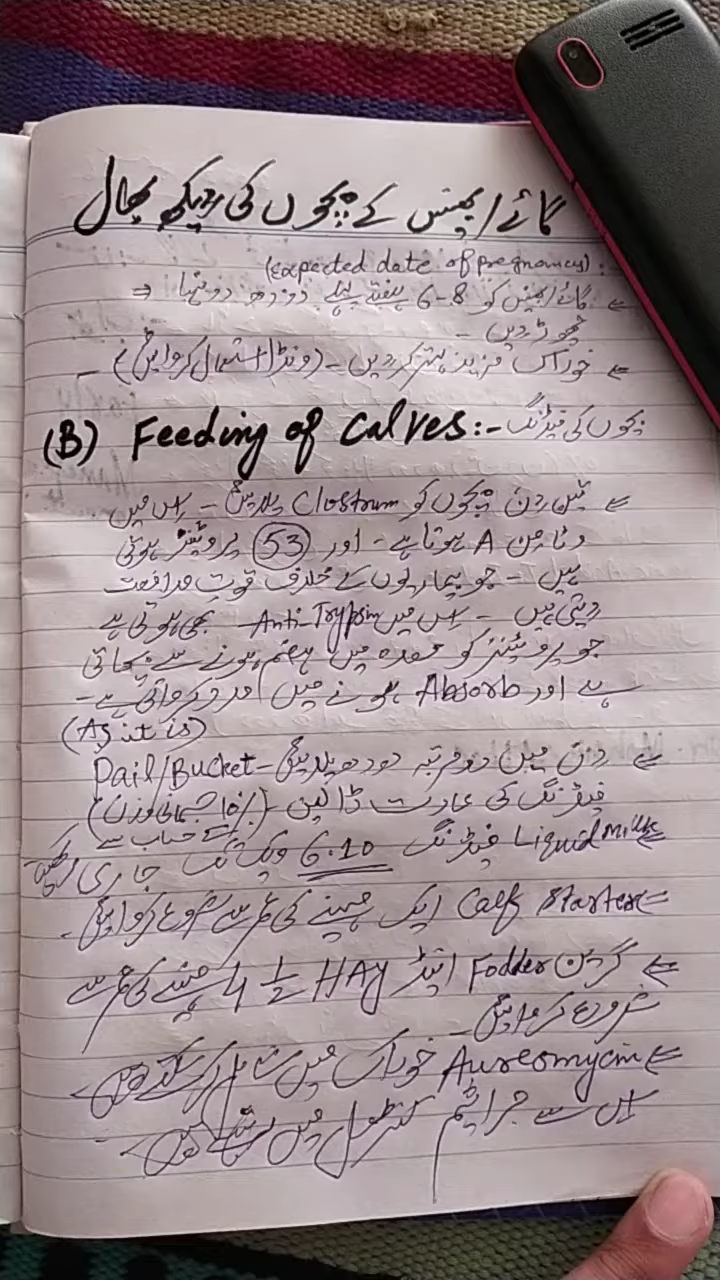 گائے/بھینس کے بچوں کی دیکھ بھال
(expected date of pregnancy):
⇐ گائے/بھینس کو 8-6 ہفتے پہلے دودھ دوہنا ⇒
چھوڑ دیں -
⇐ خوراک مزید بہتر کر دیں - (ونڈا استعمال کروائیں) -
(B) Feeding of Calves:- بچوں کی فیڈنگ
⇐ تین دن بچوں کو Clostrum پلائیں - اس میں
وٹامن A ہوتا ہے - اور (53) پروٹینز ہوتی
ہیں - جو بیماریوں کے خلاف قوتِ مدافعت
دیتی ہیں - اس میں Anti-Trypsin بھی ہوتی ہے
جو پروٹینز کو معدہ میں ہضم ہونے سے بچاتی
ہے اور Absorb ہونے میں مدد کرواتی ہے -
(As it is)
⇐ دن میں دو مرتبہ دودھ پلائیں - Pail/Bucket
فیڈنگ کی عادت ڈالیں - (10% جسمانی وزن)
کے حساب سے
⇐ Liquid Milk فیڈنگ 6-10 ویک تک جاری رکھیں
⇐ Calf Starter ایک مہینے کی عمر سے شروع کروائیں -
⇐ گرین Fodder اینڈ HAY 1/2 4 مہینے کی عمر سے
شروع کروائیں -
⇐ Aureomycin خوراک میں شامل کر سکتے ہیں -
اس سے جراثیم کنٹرول میں رہتے ہیں -